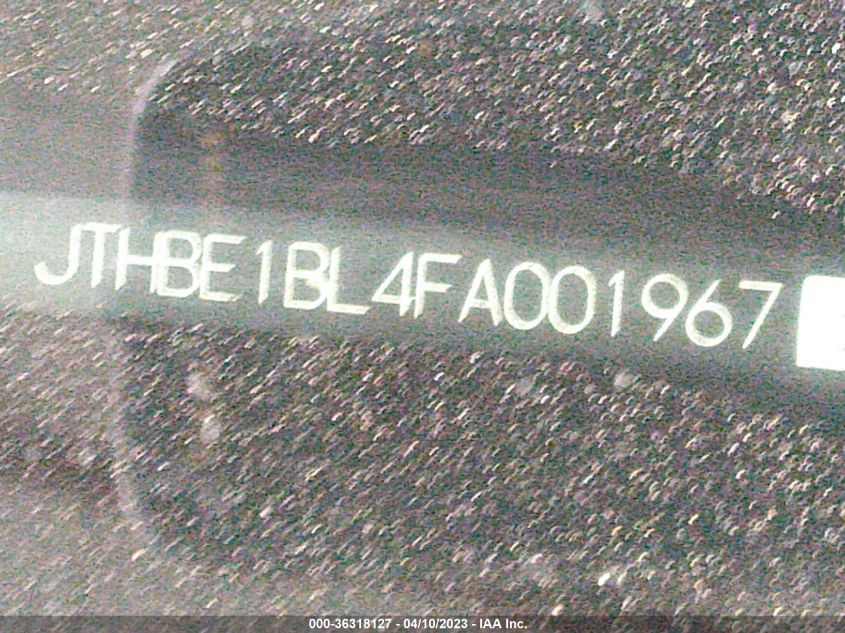 JTHBE1BL4FA001967
000-36318127 - 04/10/2023 - IAA Inc.